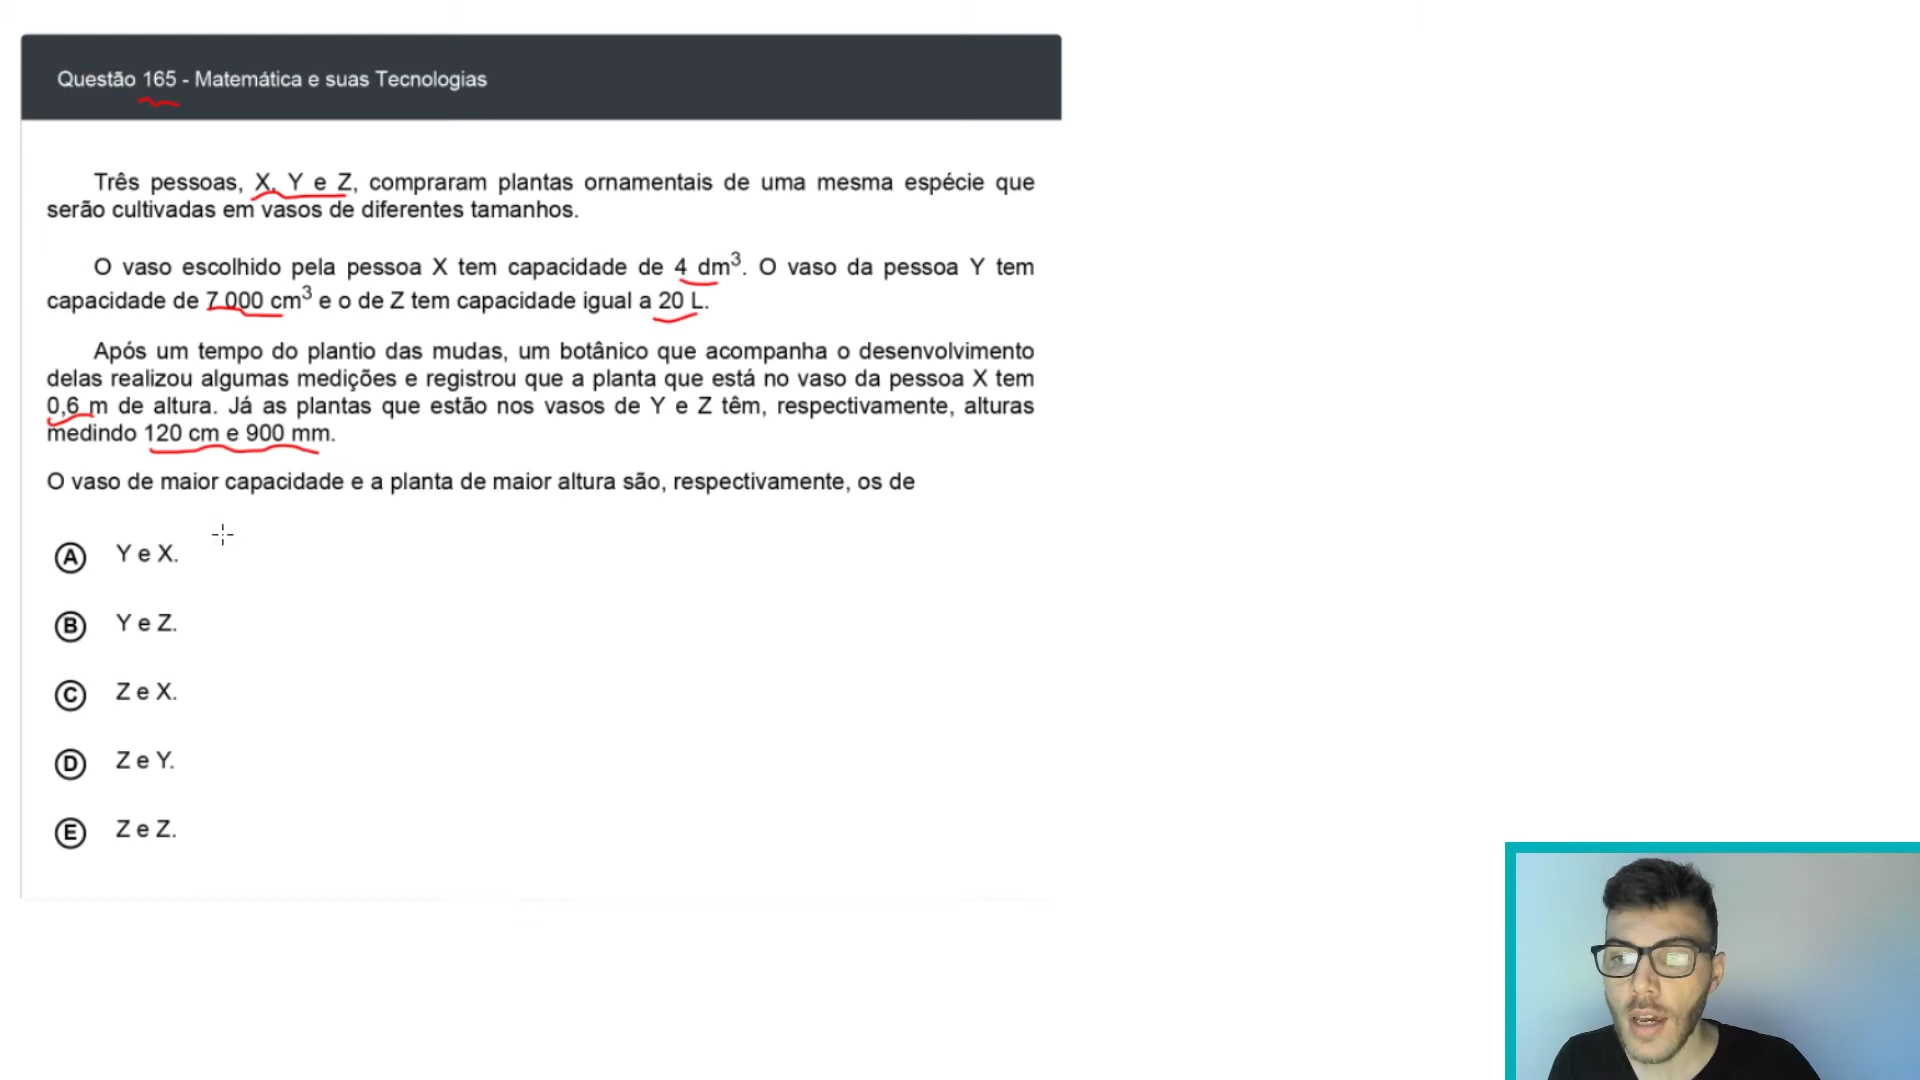 Questão 165 - Matemática e suas Tecnologias
Três pessoas, X, Y e Z, compraram plantas ornamentais de uma mesma espécie que
serão cultivadas em vasos de diferentes tamanhos.
O vaso escolhido pela pessoa X tem capacidade de 4 dm³. O vaso da pessoa Y tem
capacidade de 7 000 cm³ e o de Z tem capacidade igual a 20 L.
Após um tempo do plantio das mudas, um botânico que acompanha o desenvolvimento
delas realizou algumas medições e registrou que a planta que está no vaso da pessoa X tem
0,6 m de altura. Já as plantas que estão nos vasos de Y e Z têm, respectivamente, alturas
medindo 120 cm e 900 mm.
O vaso de maior capacidade e a planta de maior altura são, respectivamente, os de
A Y e X.
B Y e Z.
C Z e X.
D Z e Y.
E Z e Z.